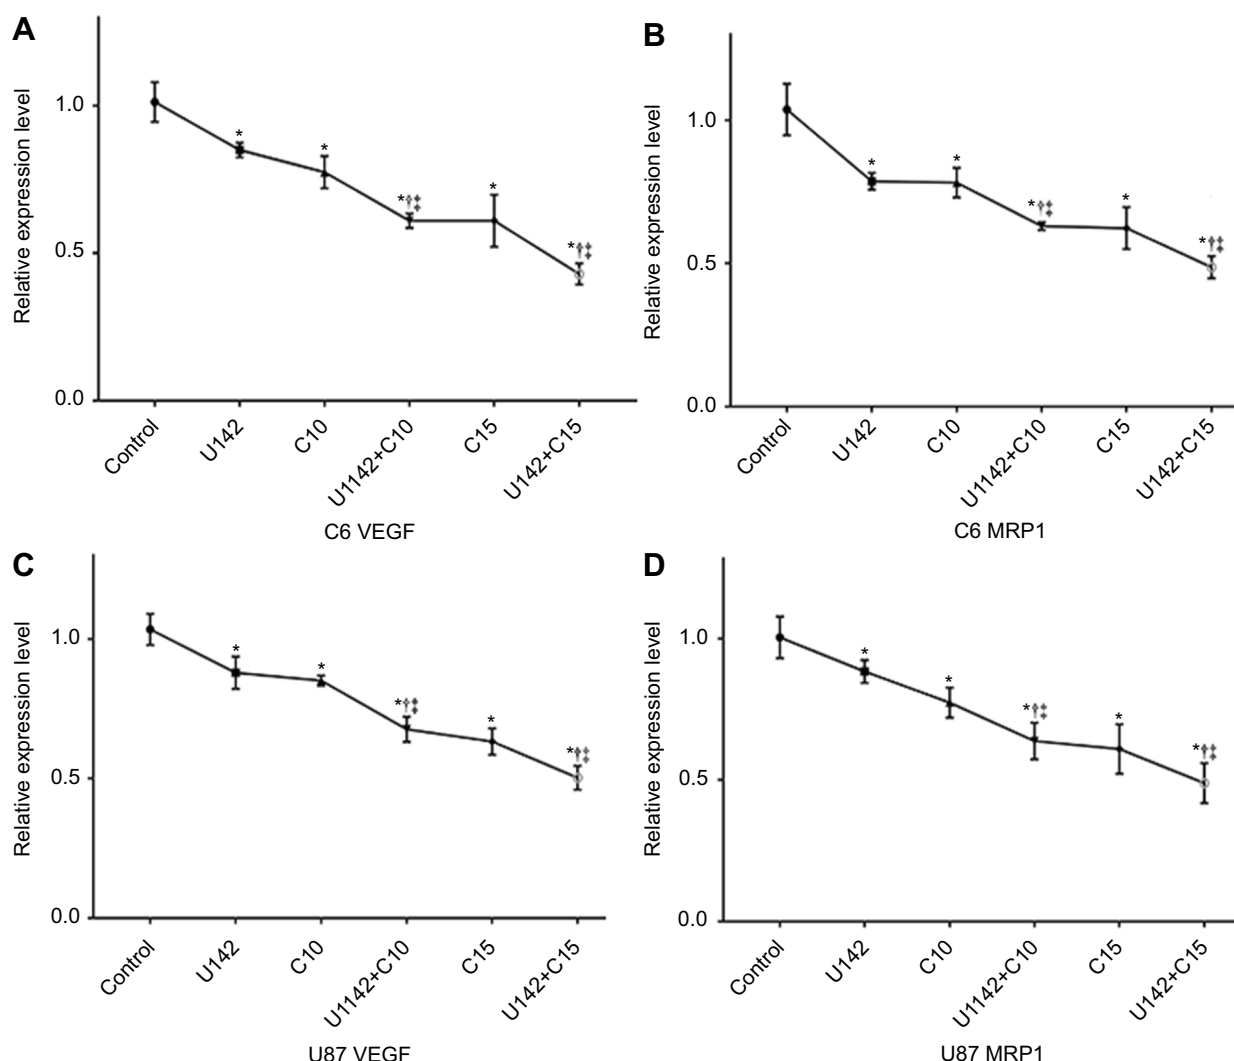 A
Relative expression level
1.0
0.5
0.0
*
*
*†‡
*
*†‡
Control
U142
C10
U1142+C10
C15
U142+C15
C6 VEGF
B
Relative expression level
1.0
0.5
0.0
*
*
*†‡
*
*†‡
Control
U142
C10
U1142+C10
C15
U142+C15
C6 MRP1
C
Relative expression level
1.0
0.5
0.0
*
*
*†‡
*
*†‡
Control
U142
C10
U1142+C10
C15
U142+C15
U87 VEGF
D
Relative expression level
1.0
0.5
0.0
*
*
*†‡
*
*†‡
Control
U142
C10
U1142+C10
C15
U142+C15
U87 MRP1